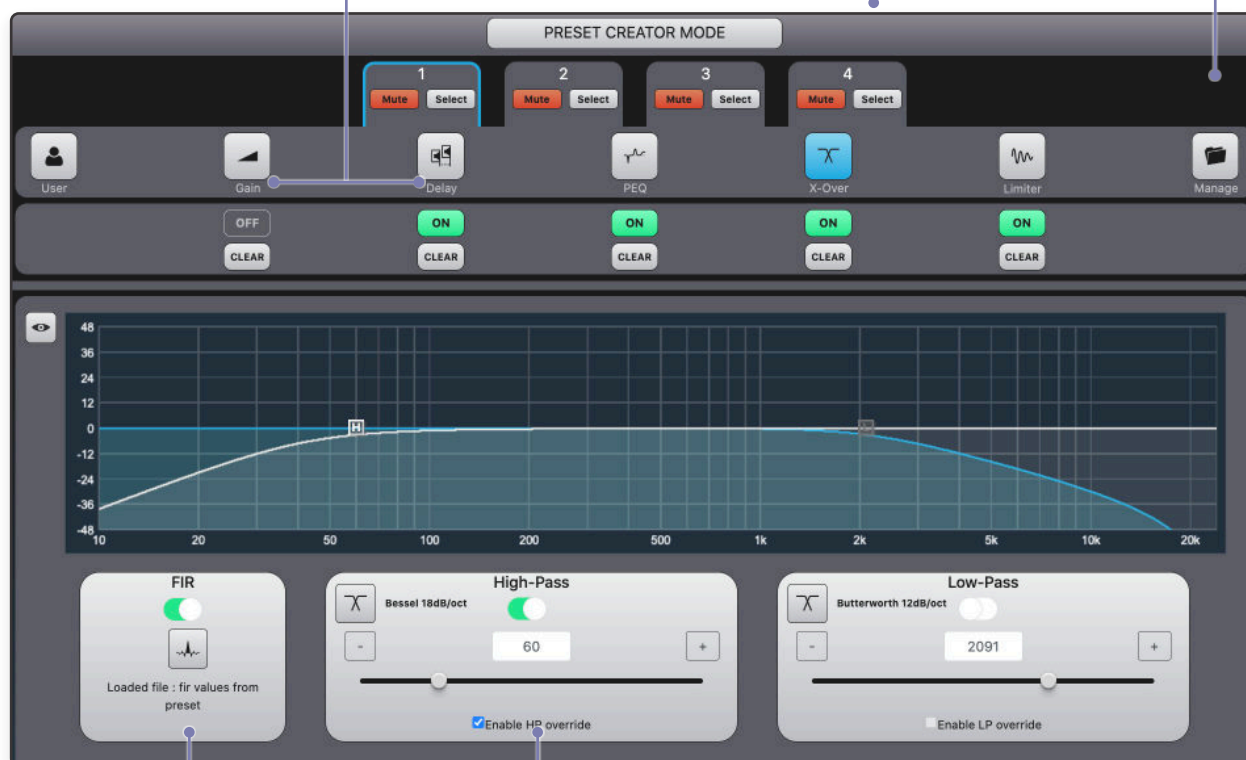 PRESET CREATOR MODE
1 2 3 4
Mute Select Mute Select Mute Select Mute Select
User Gain Delay PEQ X-Over Limiter Manage
OFF ON ON ON ON
CLEAR CLEAR CLEAR CLEAR CLEAR
48
36
24
12
0
H
-12
-24
-36
-48
10 20 50 100 200 500 1k 2k 5k 10k 20k
FIR High-Pass Low-Pass
Bessel 18dB/oct Butterworth 12dB/oct
- 60 + - 2091 +
Loaded file : fir values from
preset
Enable HP override Enable LP override